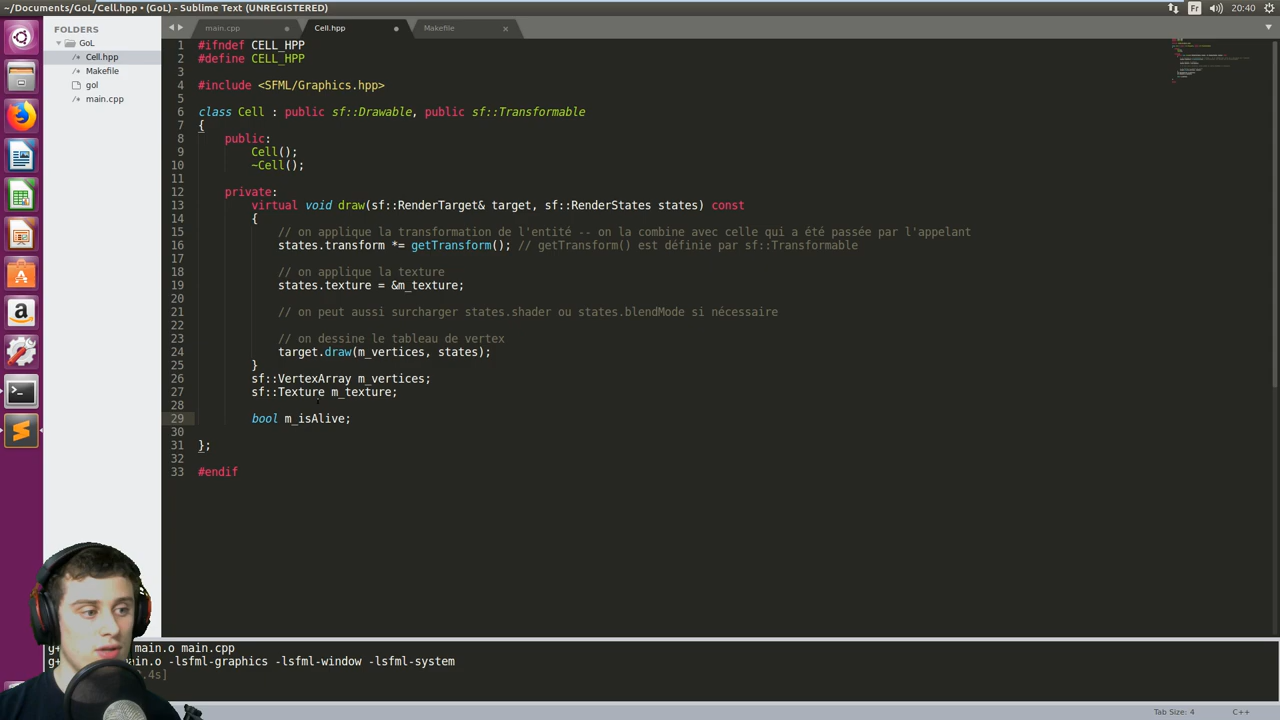 ~/Documents/GoL/Cell.hpp • (GoL) - Sublime Text (UNREGISTERED)
Fr
20:40
FOLDERS
GoL
/* Cell.hpp
/* Makefile
gol
/* main.cpp
main.cpp
Cell.hpp
Makefile
1 #ifndef CELL_HPP
2 #define CELL_HPP
3
4 #include <SFML/Graphics.hpp>
5
6 class Cell : public sf::Drawable, public sf::Transformable
7 {
8 public:
9 Cell();
10 ~Cell();
11
12 private:
13 virtual void draw(sf::RenderTarget& target, sf::RenderStates states) const
14 {
15 // on applique la transformation de l'entité -- on la combine avec celle qui a été passée par l'appelant
16 states.transform *= getTransform(); // getTransform() est définie par sf::Transformable
17
18 // on applique la texture
19 states.texture = &m_texture;
20
21 // on peut aussi surcharger states.shader ou states.blendMode si nécessaire
22
23 // on dessine le tableau de vertex
24 target.draw(m_vertices, states);
25 }
26 sf::VertexArray m_vertices;
27 sf::Texture m_texture;
28
29 bool m_isAlive;
30
31 };
32
33 #endif
main.o main.cpp
-lsfml-graphics -lsfml-window -lsfml-system
Tab Size: 4
C++